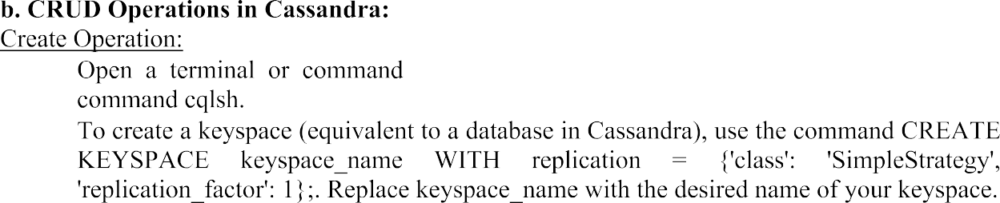 b. CRUD Operations in Cassandra:
Create Operation:
Open a terminal or command
command cqlsh.
To create a keyspace (equivalent to a database in Cassandra), use the command CREATE
KEYSPACE keyspace_name WITH replication = {'class': 'SimpleStrategy',
'replication_factor': 1};. Replace keyspace_name with the desired name of your keyspace.